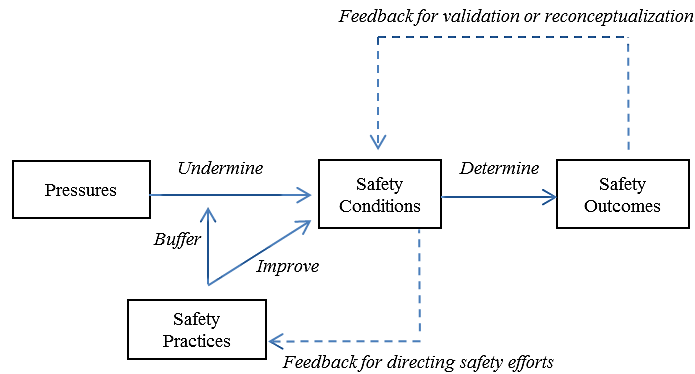 Feedback for validation or reconceptualization
Undermine
Determine
Pressures
Safety
Conditions
Safety
Outcomes
Buffer
Improve
Safety
Practices
Feedback for directing safety efforts